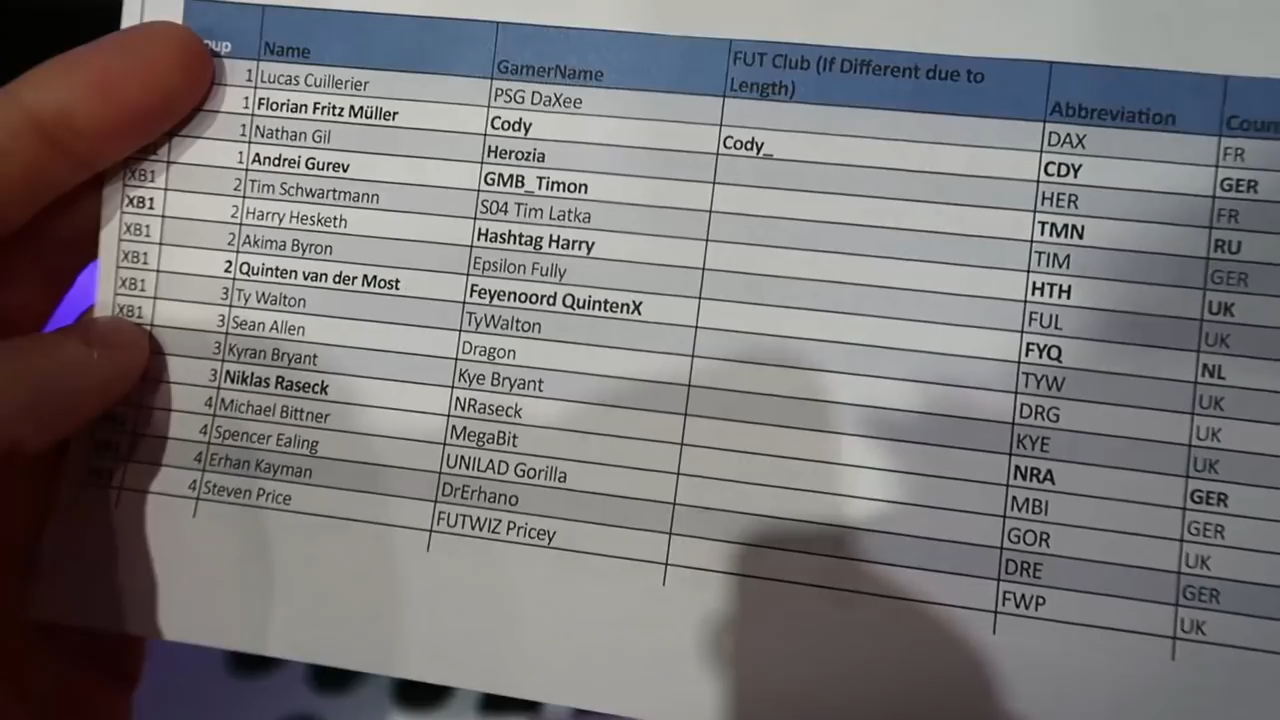 oup Name GamerName FUT Club (If Different due to Length) Abbreviation Coun
1 Lucas Cuillerier PSG DaXee DAX FR
1 Florian Fritz Müller Cody Cody_ CDY GER
1 Nathan Gil Herozia HER FR
1 Andrei Gurev GMB_Timon TMN RU
XB1 2 Tim Schwartmann S04 Tim Latka TIM GER
XB1 2 Harry Hesketh Hashtag Harry HTH UK
XB1 2 Akima Byron Epsilon Fully FUL UK
XB1 2 Quinten van der Most Feyenoord QuintenX FYQ NL
XB1 3 Ty Walton TyWalton TYW UK
XB1 3 Sean Allen Dragon DRG UK
3 Kyran Bryant Kye Bryant KYE UK
3 Niklas Raseck NRaseck NRA GER
4 Michael Bittner MegaBit MBI GER
4 Spencer Ealing UNILAD Gorilla GOR UK
4 Erhan Kayman DrErhano DRE GER
4 Steven Price FUTWIZ Pricey FWP UK